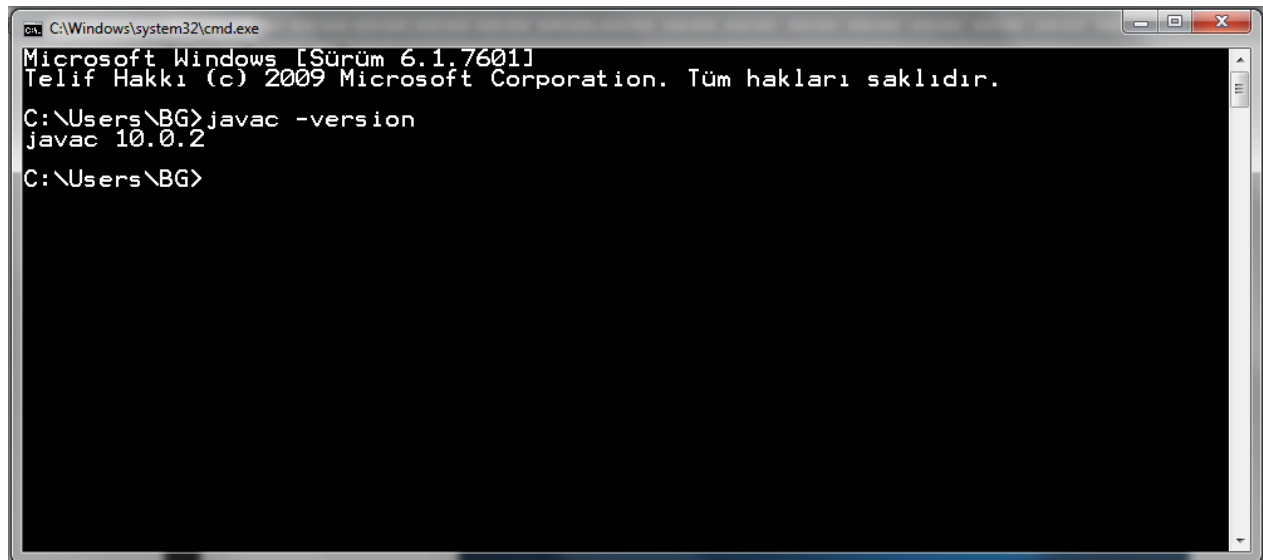 C:\Windows\system32\cmd.exe
Microsoft Windows [Sürüm 6.1.7601]
Telif Hakkı (c) 2009 Microsoft Corporation. Tüm hakları saklıdır.
C:\Users\BG>javac -version
javac 10.0.2
C:\Users\BG>